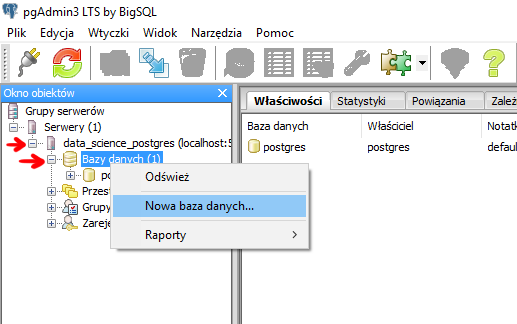 pgAdmin3 LTS by BigSQL
Plik Edycja Wtyczki Widok Narzędzia Pomoc
Okno obiektów
Grupy serwerów
Serwery (1)
data_science_postgres (localhost:5
Bazy danych (1)
Odśwież
Nowa baza danych...
Raporty
Przest
Grupy
Zareje
Właściwości Statystyki Powiązania Zależ
Baza danych Właściciel Notatk
postgres postgres defau